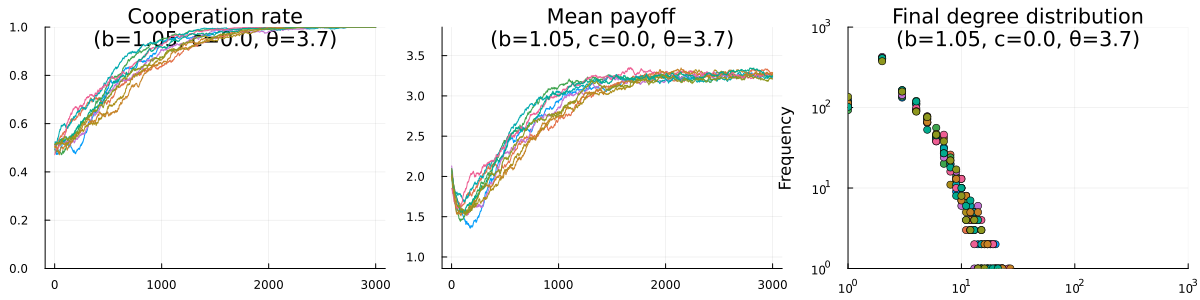 Cooperation rate
(b=1.05, c=0.0, θ=3.7)
1.0
0.8
0.6
0.4
0.2
0.0
0 1000 2000 3000
Mean payoff
(b=1.05, c=0.0, θ=3.7)
3.5
3.0
2.5
2.0
1.5
1.0
0 1000 2000 3000
Final degree distribution
(b=1.05, c=0.0, θ=3.7)
Frequency
10³
10²
10¹
10⁰
10⁰ 10¹ 10² 10³